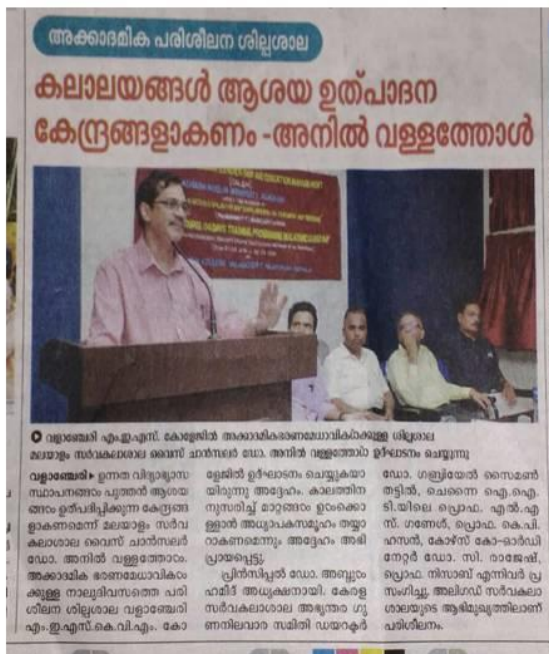 അക്കാദമിക പരിശീലന ശില്പശാല
കലാലയങ്ങൾ ആശയ ഉത്പാദന
കേന്ദ്രങ്ങളാകണം -അനിൽ വള്ളത്തോൾ
വളാഞ്ചേരി എം.ഇ.എസ്. കോളേജിൽ അക്കാദമികഭരണമേധാവികൾക്കുള്ള ശില്പശാല
മലയാളം സർവകലാശാല വൈസ് ചാൻസലർ ഡോ. അനിൽ വള്ളത്തോൾ ഉദ്ഘാടനം ചെയ്യുന്നു
വളാഞ്ചേരി ഉന്നത വിദ്യാഭ്യാസ
സ്ഥാപനങ്ങൾ പുത്തൻ ആശയ
ങ്ങൾ ഉത്പദിപ്പിക്കുന്ന കേന്ദ്രങ്ങ
ളാകണമെന്ന് മലയാളം സർവ
കലാശാല വൈസ് ചാൻസലർ
ഡോ. അനിൽ വള്ളത്തോൾ.
അക്കാദമിക ഭരണമേധാവികൾ
ക്കുള്ള നാലുദിവസത്തെ പരി
ശീലന ശില്പശാല വളാഞ്ചേരി
എം.ഇ.എസ്.കെ.വി.എം. കോ
ളേജിൽ ഉദ്ഘാടനം ചെയ്യുകയാ
യിരുന്നു അദ്ദേഹം. കാലത്തിന
നുസരിച്ച് മാറ്റങ്ങൾ ഉൾക്കൊ
ള്ളാൻ അധ്യാപകസമൂഹം തയ്യാ
റാകണമെന്നും അദ്ദേഹം അഭി
പ്രായപ്പെട്ടു.
പ്രിൻസിപ്പൽ ഡോ. അബ്ദുൾ
ഹമീദ് അധ്യക്ഷനായി. കേരള
സർവകലാശാല അഭ്യന്തര ഗു
ണനിലവാര സമിതി ഡയറക്ടർ
ഡോ. ഗബ്രിയേൽ സൈമൺ
തട്ടിൽ, ചെന്നൈ ഐ.ഐ.
ടി.യിലെ പ്രൊഫ. എൽ.എ
സ്. ഗണേശ്, പ്രൊഫ. കെ.പി.
ഹസൻ, കോഴ്‌സ് കോ-ഓർഡി
നേറ്റർ ഡോ. സി. രാജേഷ്,
പ്രൊഫ. നിസാബ് എന്നിവർ പ്ര
സംഗിച്ചു. അലിഗഢ് സർവകലാ
ശാലയുടെ ആഭിമുഖ്യത്തിലാണ്
പരിശീലനം.